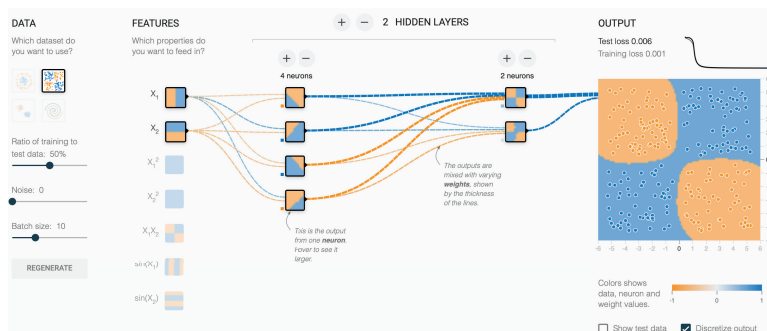 DATA
Which dataset do
you want to use?
Ratio of training to
test data: 50%
Noise: 0
Batch size: 10
REGENERATE
FEATURES
Which properties do
you want to feed in?
X₁
X₂
X₁²
X₂²
X₁X₂
sin(X₁)
sin(X₂)
+ − 2 HIDDEN LAYERS
+ −
4 neurons
+ −
2 neurons
The outputs are
mixed with varying
weights, shown
by the thickness
of the lines.
This is the output
from one neuron.
Hover to see it
larger.
OUTPUT
Test loss 0.006
Training loss 0.001
-6 -5 -4 -3 -2 -1 0 1 2 3 4 5 6
Colors shows
data, neuron and
weight values.
-1 0 1
Show test data
Discretize output